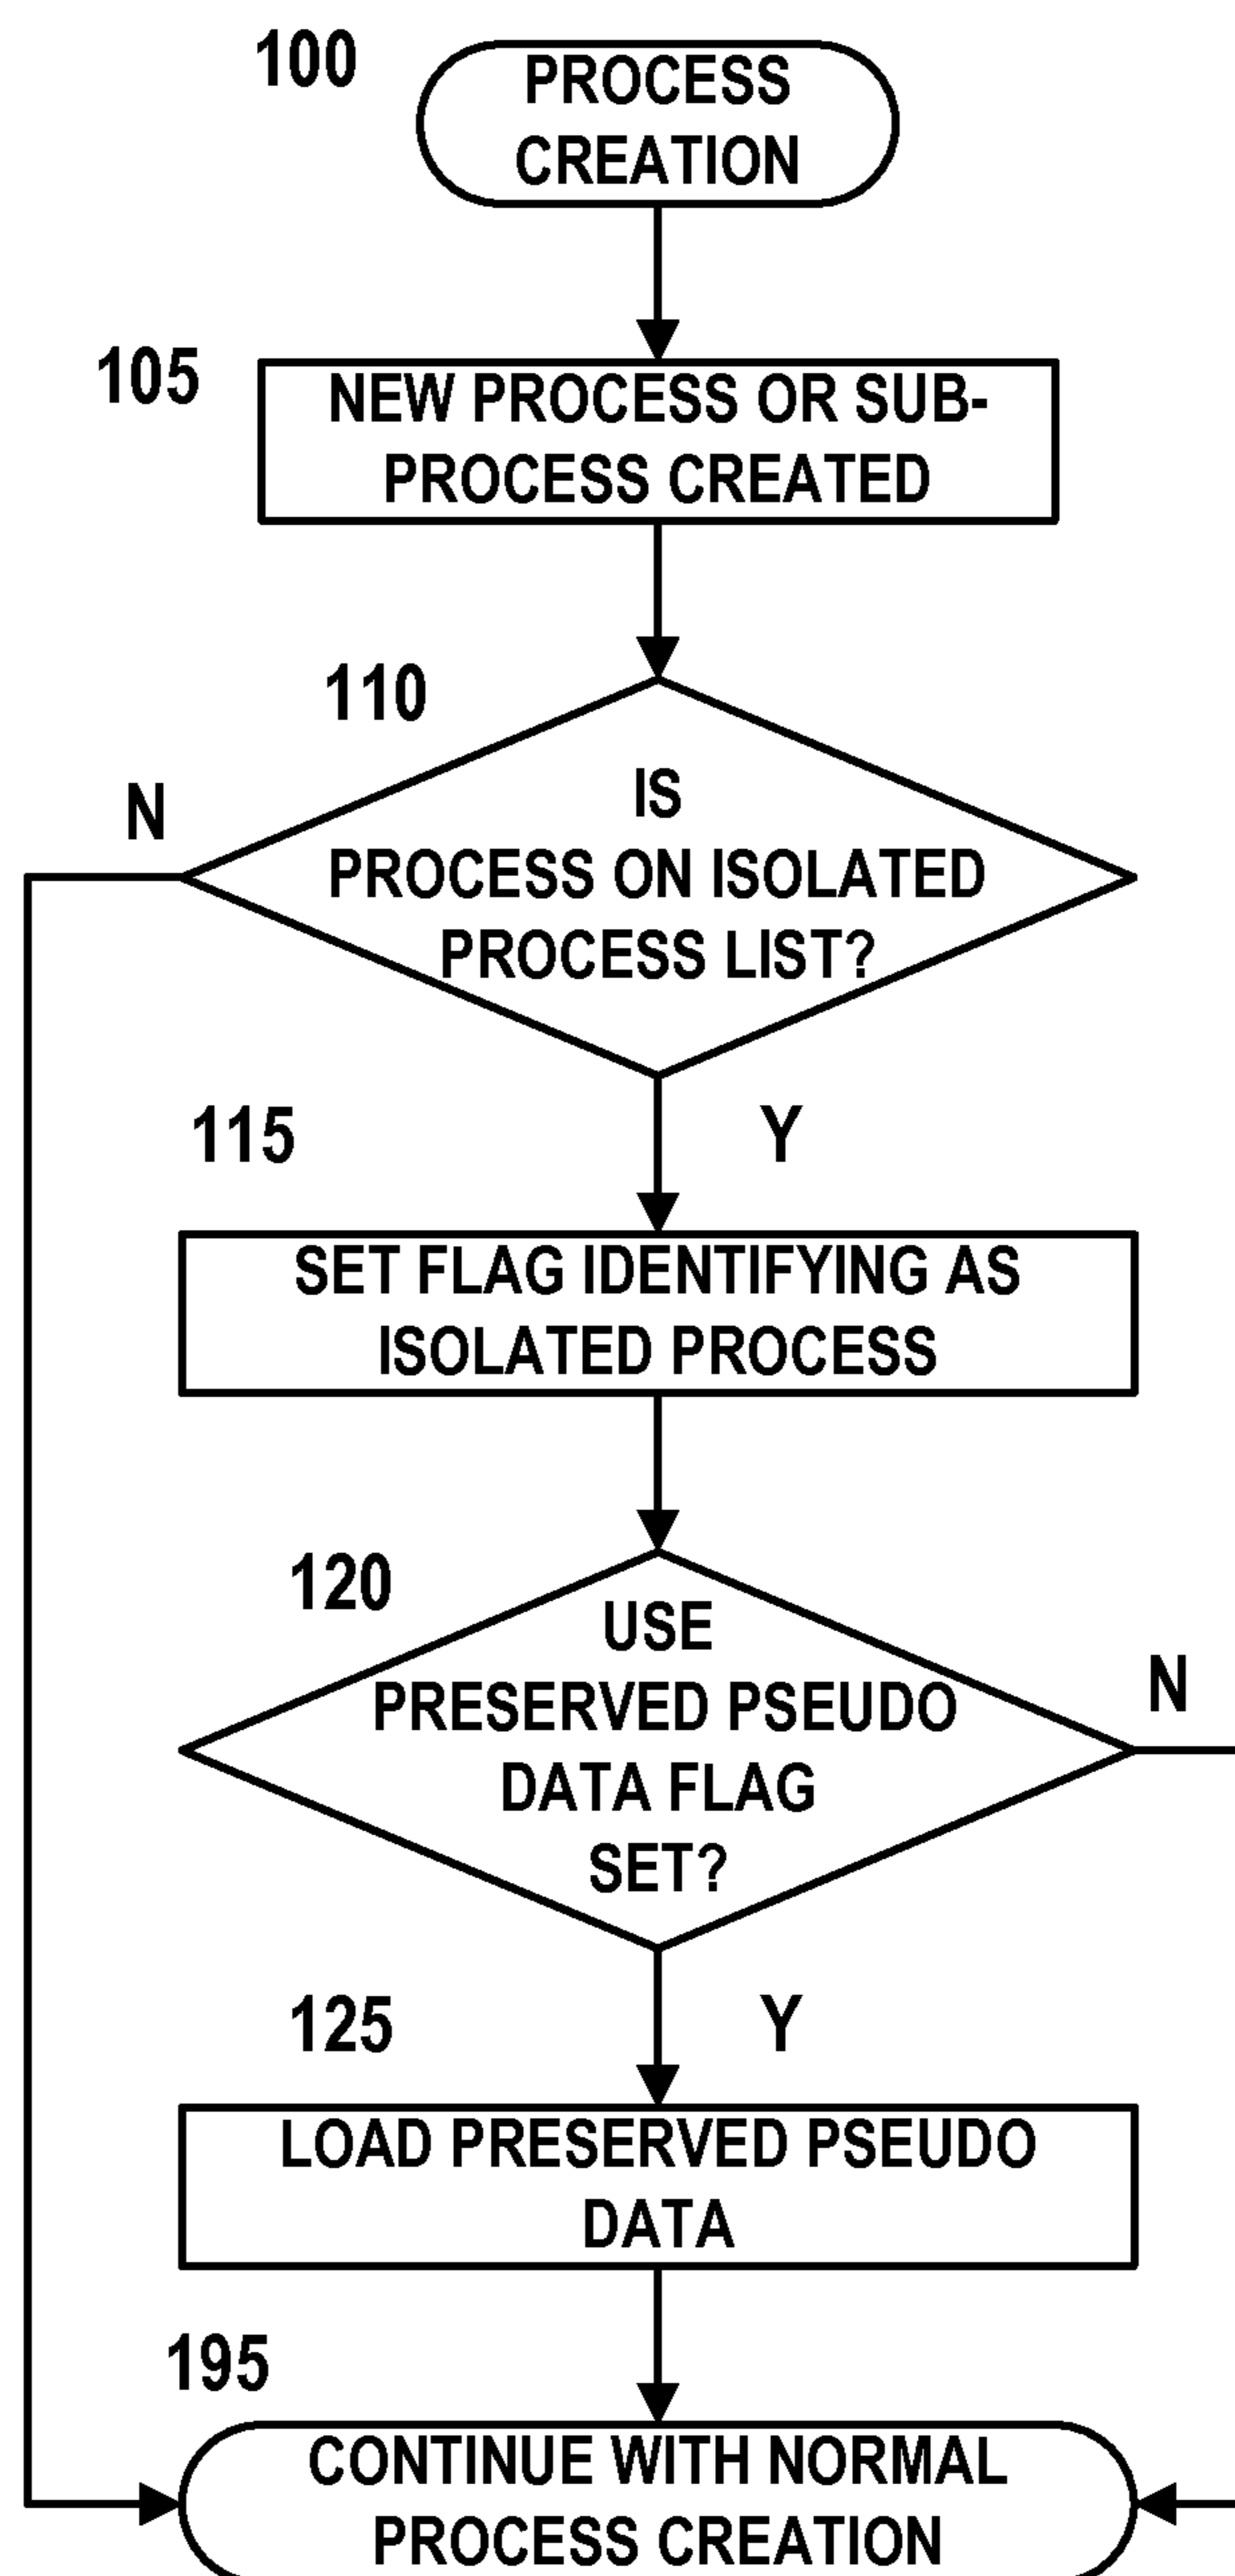 100
PROCESS
CREATION
105
NEW PROCESS OR SUB-
PROCESS CREATED
110
N
IS
PROCESS ON ISOLATED
PROCESS LIST?
115
Y
SET FLAG IDENTIFYING AS
ISOLATED PROCESS
120
USE
PRESERVED PSEUDO
DATA FLAG
SET?
N
125
Y
LOAD PRESERVED PSEUDO
DATA
195
CONTINUE WITH NORMAL
PROCESS CREATION